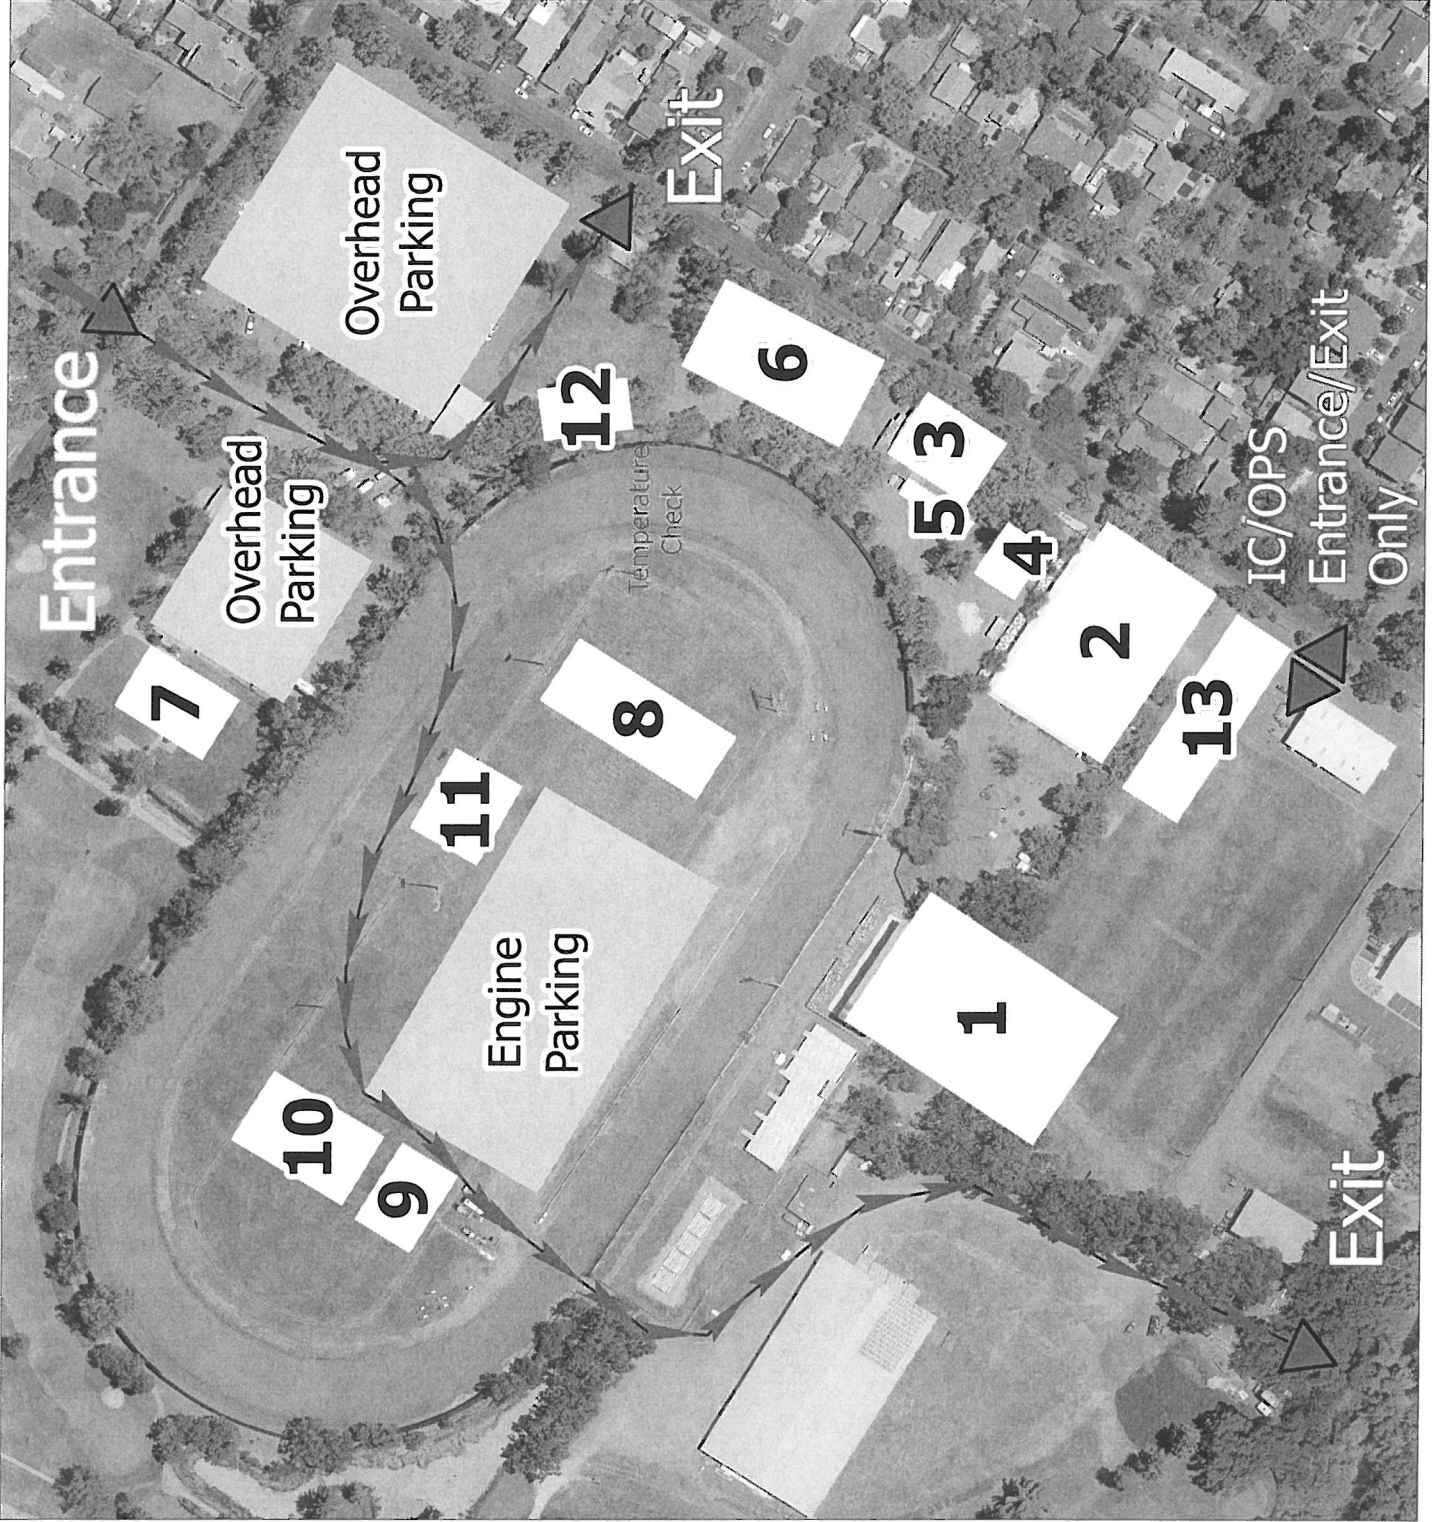 Entrance
Overhead
Parking
Exit
Overhead
Parking
7
12
6
Temperature
Check
3
5
4
11
8
2
13
IC/OPS
Entrance/Exit
Only
Engine
Parking
1
10
9
Exit